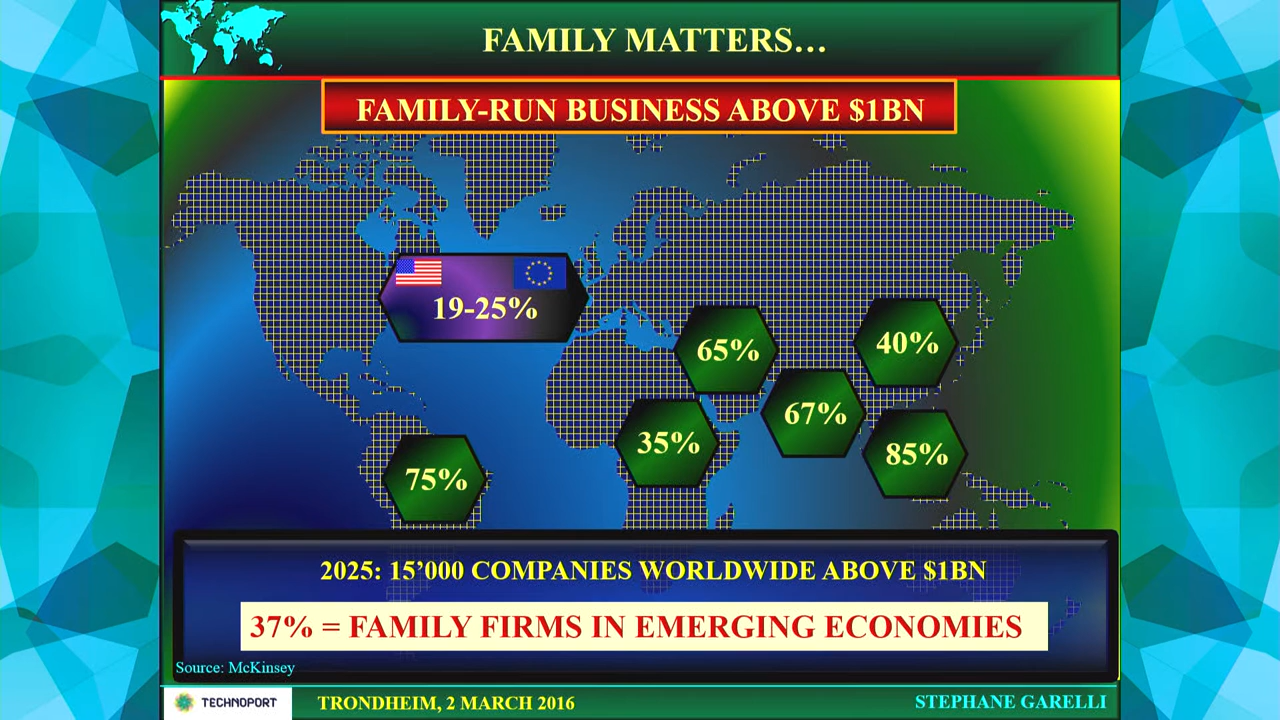 FAMILY MATTERS…
FAMILY-RUN BUSINESS ABOVE $1BN
19-25%
65%
40%
67%
35%
85%
75%
2025: 15’000 COMPANIES WORLDWIDE ABOVE $1BN
37% = FAMILY FIRMS IN EMERGING ECONOMIES
Source: McKinsey
TECHNOPORT
TRONDHEIM, 2 MARCH 2016
STEPHANE GARELLI